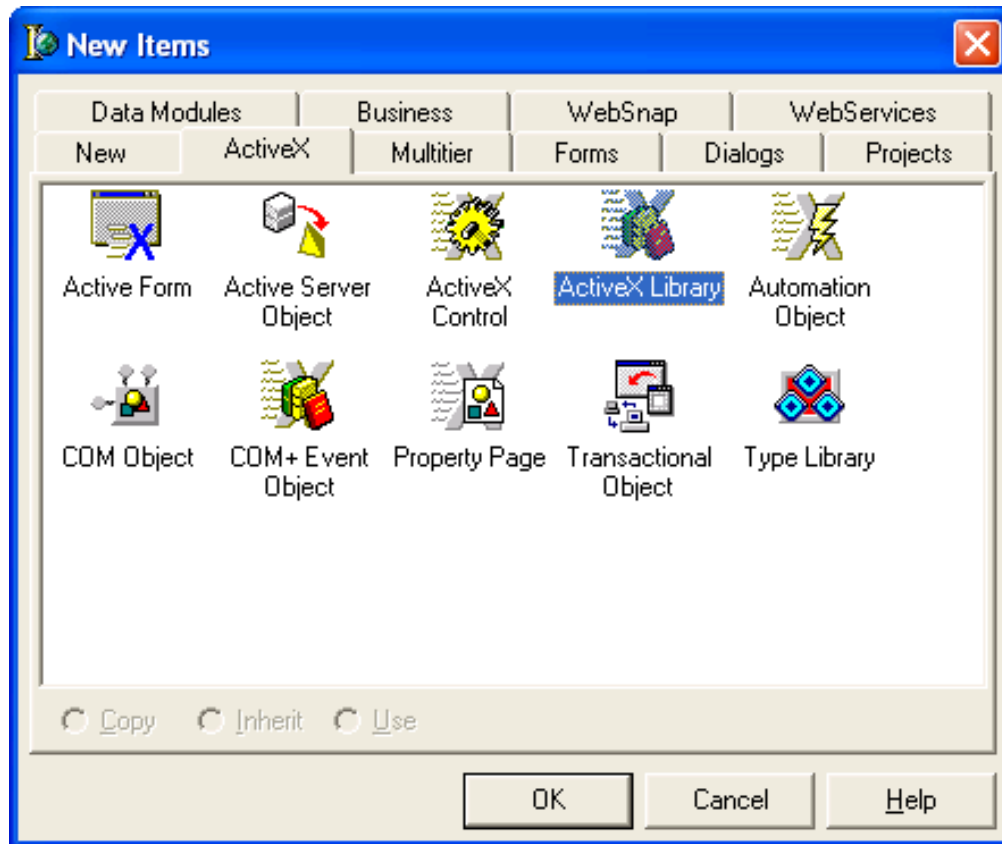 New Items
Data Modules Business WebSnap WebServices
New ActiveX Multitier Forms Dialogs Projects
Active Form Active Server ActiveX ActiveX Library Automation
Object Control Object
COM Object COM+ Event Property Page Transactional Type Library
Object Object
Copy Inherit Use
OK Cancel Help